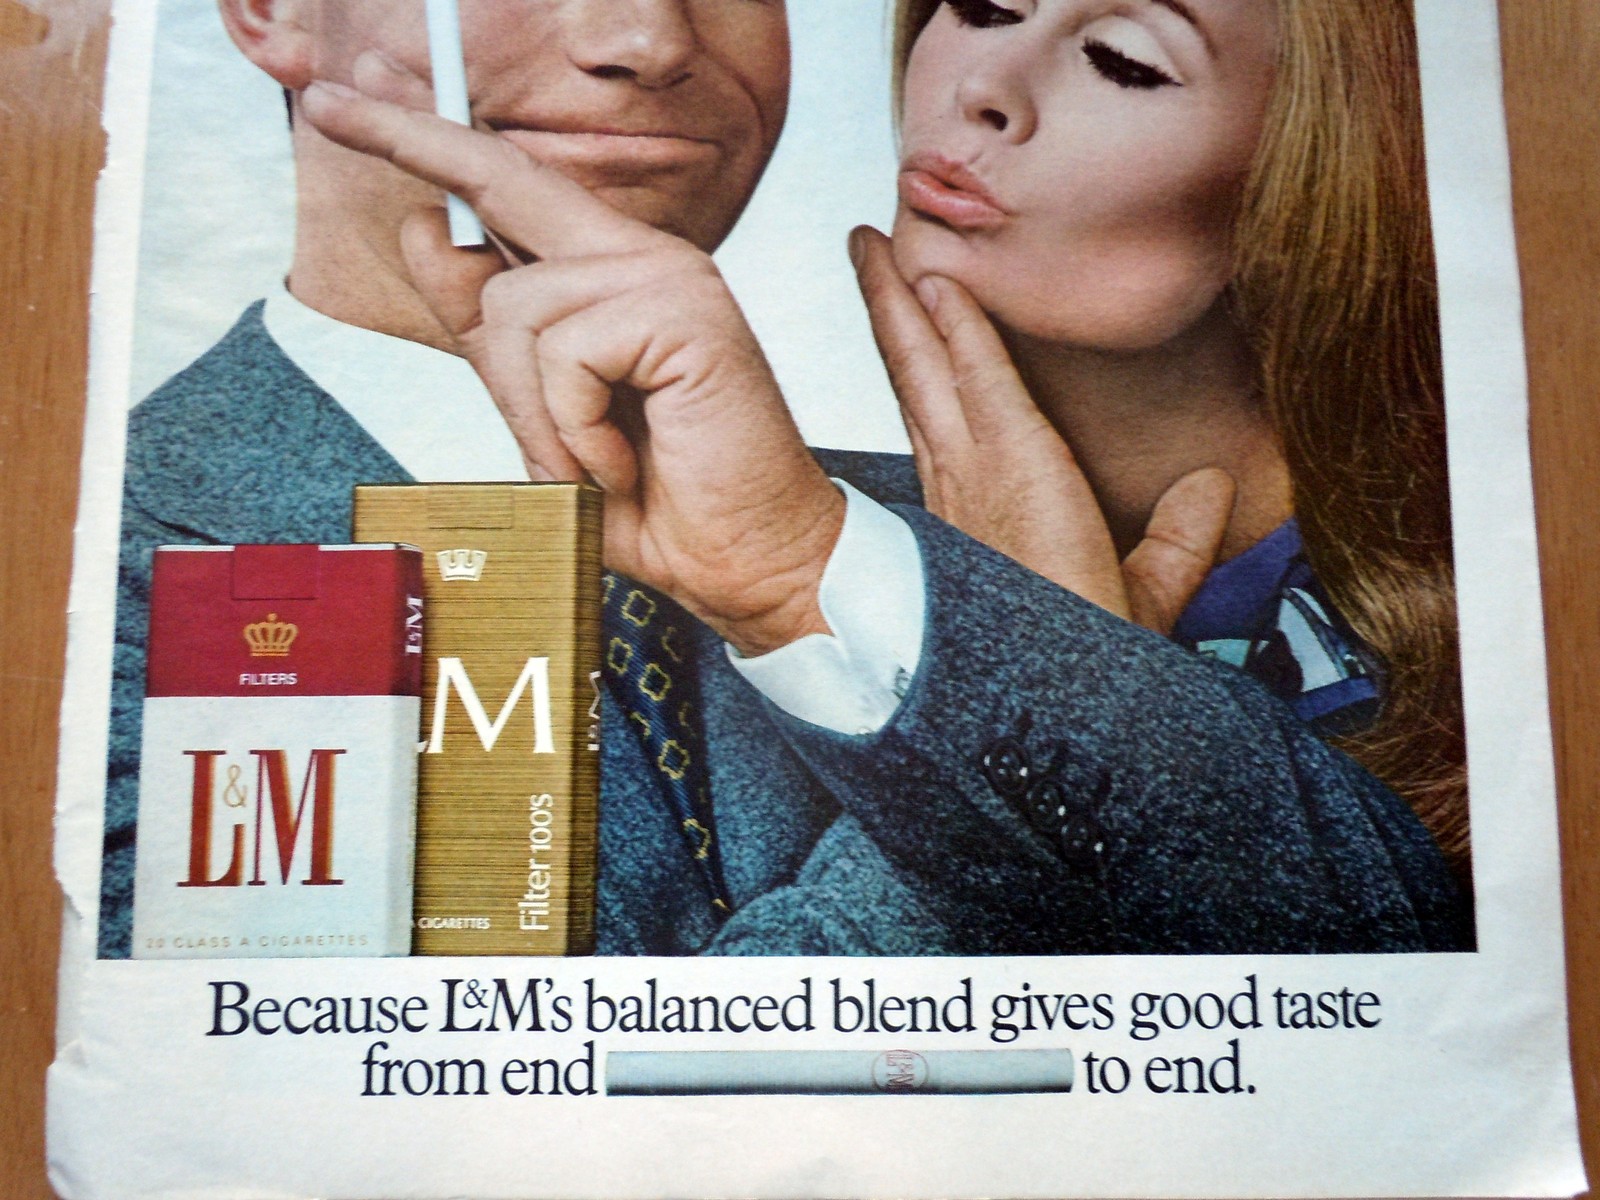 FILTERS
L&M
L&M
20 CLASS A CIGARETTES
M
L&M
Filter 100's
A CIGARETTES
Because L&M's balanced blend gives good taste
from end L&M to end.